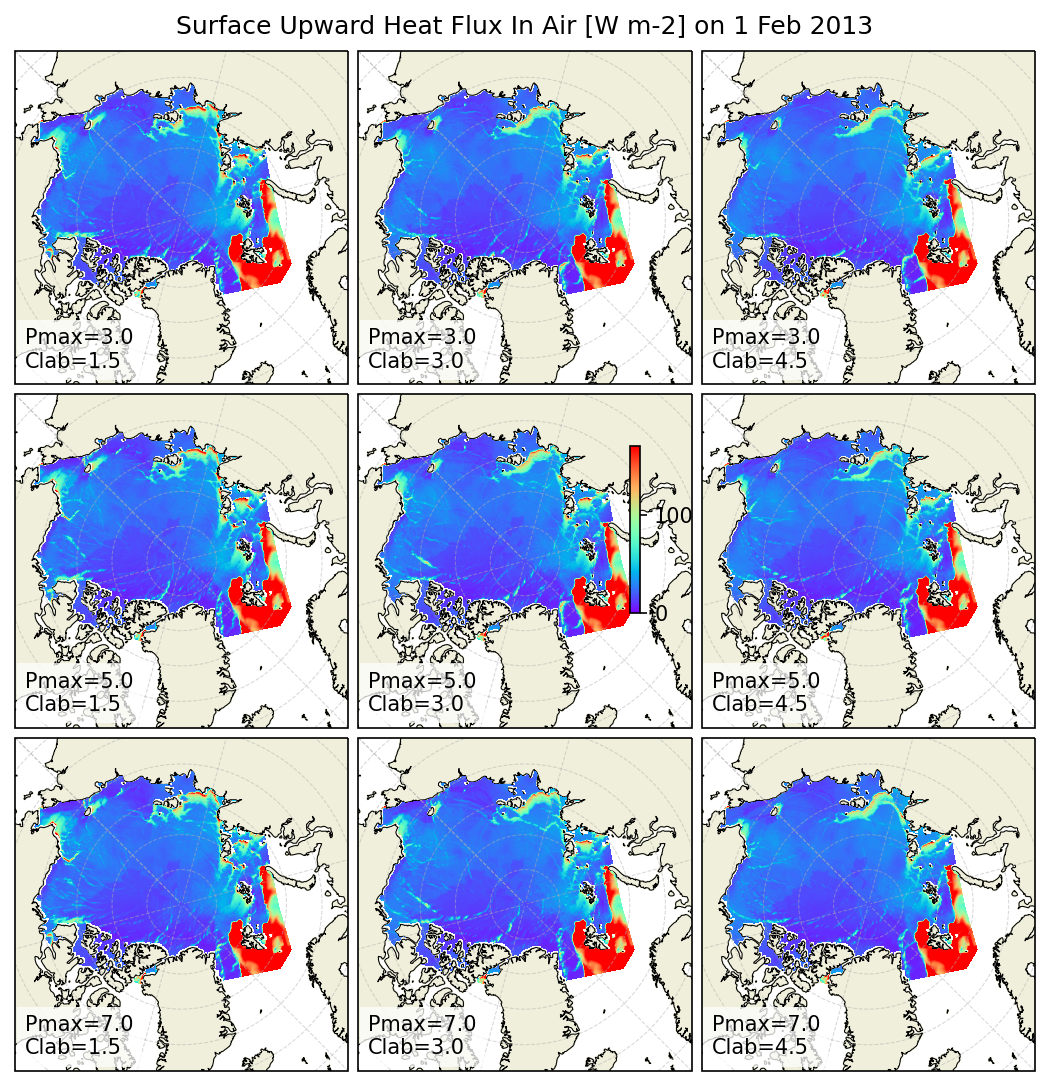 Surface Upward Heat Flux In Air [W m-2] on 1 Feb 2013
Pmax=3.0
Clab=1.5
Pmax=3.0
Clab=3.0
Pmax=3.0
Clab=4.5
Pmax=5.0
Clab=1.5
100
0
Pmax=5.0
Clab=3.0
Pmax=5.0
Clab=4.5
Pmax=7.0
Clab=1.5
Pmax=7.0
Clab=3.0
Pmax=7.0
Clab=4.5